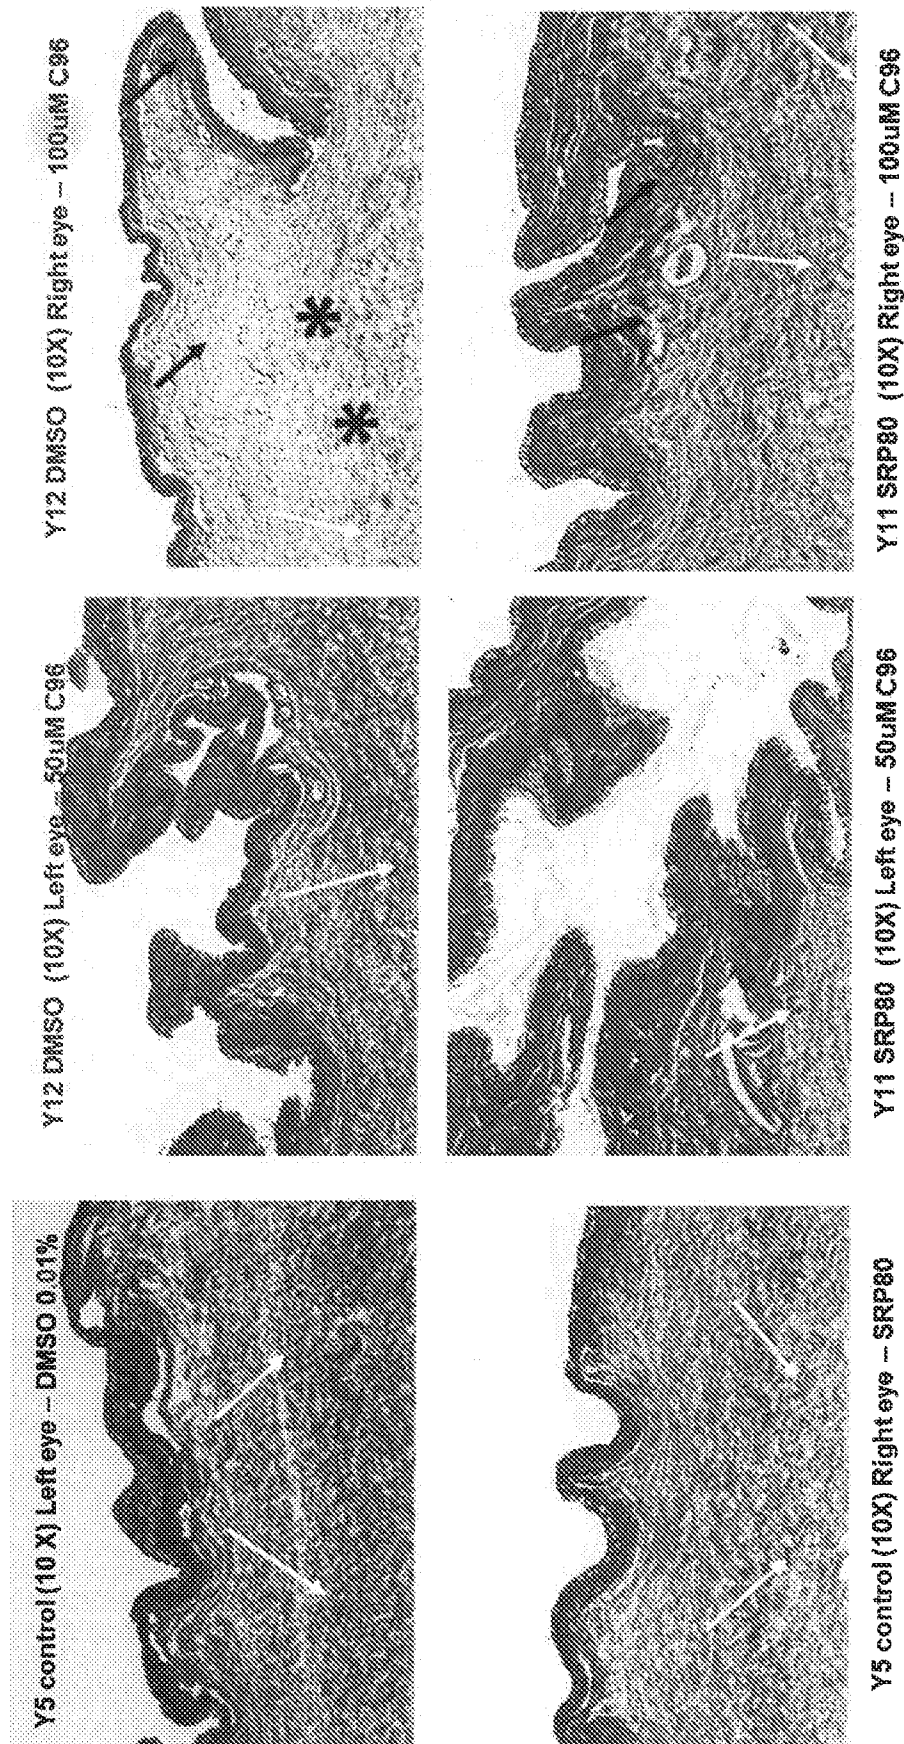 Y5 control (10 X) Left eye – DMSO 0.01%
Y12 DMSO (10X) Left eye – 50uM C96
Y12 DMSO (10X) Right eye – 100uM C96
Y5 control (10X) Right eye – SRP80
Y11 SRP80 (10X) Left eye – 50uM C96
Y11 SRP80 (10X) Right eye – 100uM C96